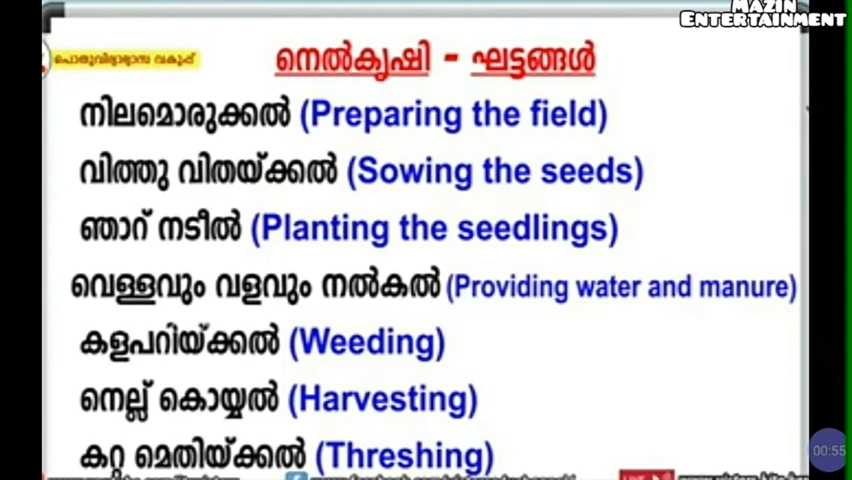 MAZIN
ENTERTAINMENT
പൊതുവിദ്യാഭ്യാസ വകുപ്പ്
നെൽകൃഷി - ഘട്ടങ്ങൾ
നിലമൊരുക്കൽ (Preparing the field)
വിത്തു വിതയ്ക്കൽ (Sowing the seeds)
ഞാറ് നടീൽ (Planting the seedlings)
വെള്ളവും വളവും നൽകൽ (Providing water and manure)
കളപറിയ്ക്കൽ (Weeding)
നെല്ല് കൊയ്യൽ (Harvesting)
കറ്റ മെതിയ്ക്കൽ (Threshing)
00:55